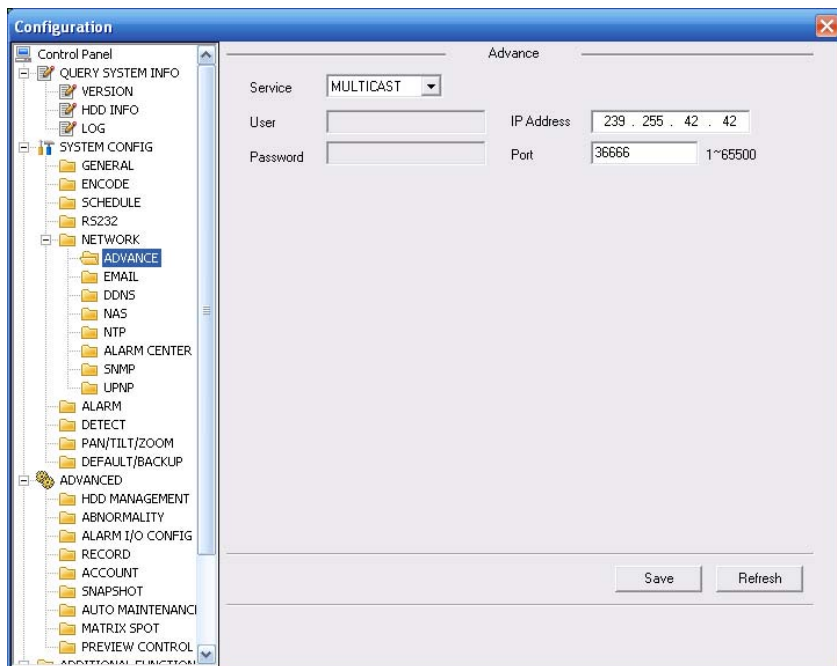 Configuration
Control Panel
QUERY SYSTEM INFO
VERSION
HDD INFO
LOG
SYSTEM CONFIG
GENERAL
ENCODE
SCHEDULE
RS232
NETWORK
ADVANCE
EMAIL
DDNS
NAS
NTP
ALARM CENTER
SNMP
UPNP
ALARM
DETECT
PAN/TILT/ZOOM
DEFAULT/BACKUP
ADVANCED
HDD MANAGEMENT
ABNORMALITY
ALARM I/O CONFIG
RECORD
ACCOUNT
SNAPSHOT
AUTO MAINTENANC
MATRIX SPOT
PREVIEW CONTROL
ADDITIONAL FUNCTION
Advance
Service MULTICAST
User IP Address 239 . 255 . 42 . 42
Password Port 36666 1~65500
Save Refresh